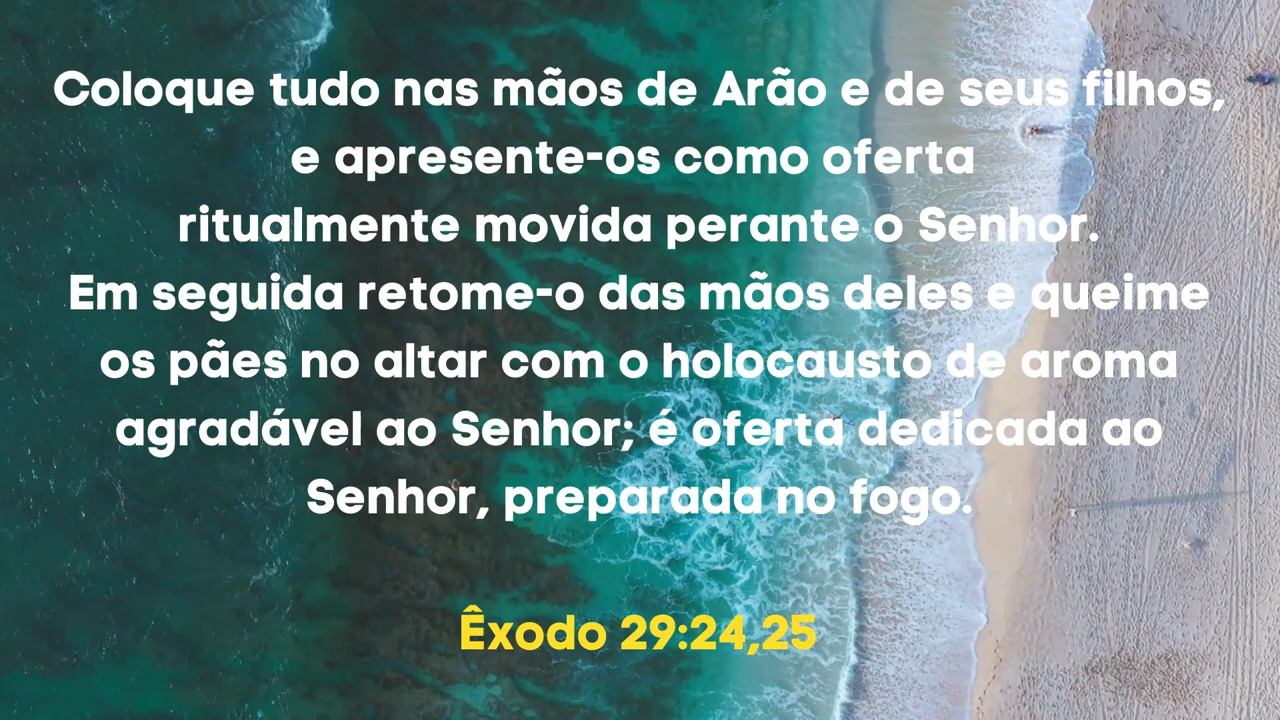 Coloque tudo nas mãos de Arão e de seus filhos,
e apresente-os como oferta
ritualmente movida perante o Senhor.
Em seguida retome-o das mãos deles e queime
os pães no altar com o holocausto de aroma
agradável ao Senhor; é oferta dedicada ao
Senhor, preparada no fogo.
Êxodo 29:24,25